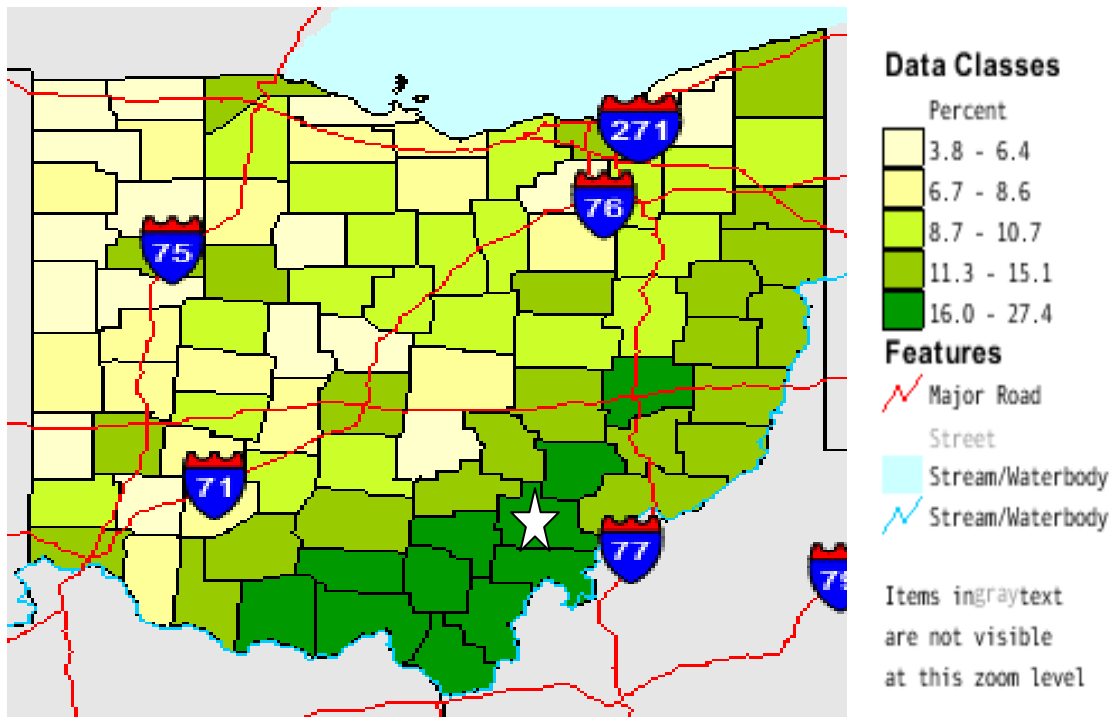 271
76
75
71
77
Data Classes
Percent
3.8 - 6.4
6.7 - 8.6
8.7 - 10.7
11.3 - 15.1
16.0 - 27.4
Features
Major Road
Street
Stream/Waterbody
Stream/Waterbody
Items in gray text
are not visible
at this zoom level